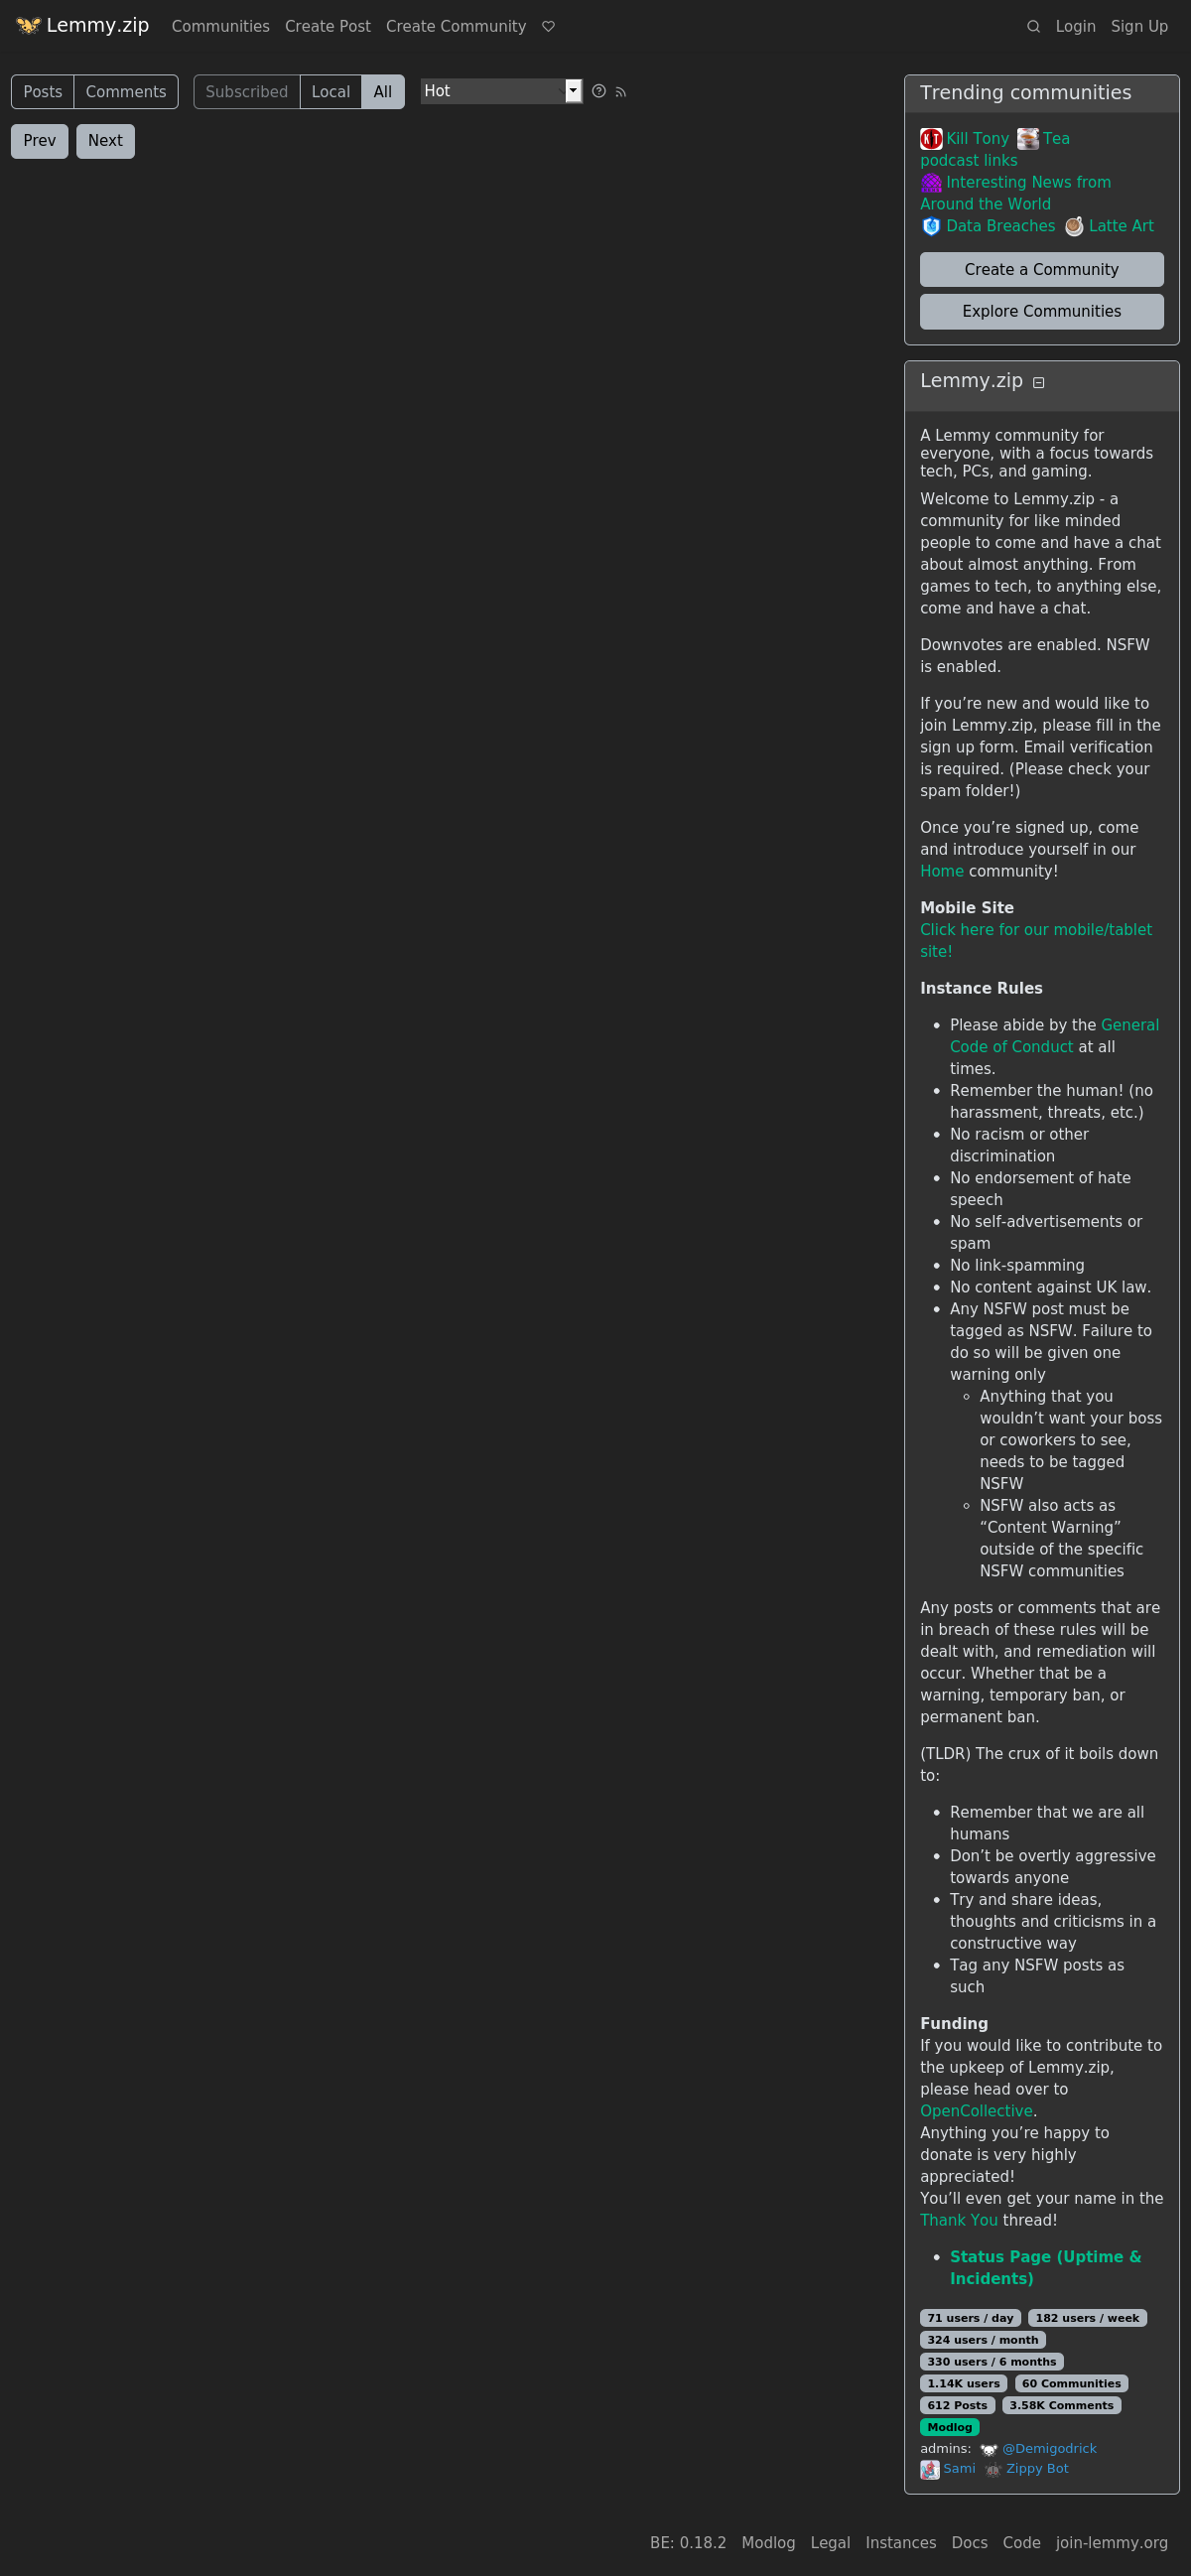 Lemmy.zip Communities Create Post Create Community Login Sign Up
Posts Comments Subscribed Local All Hot
Prev Next
Trending communities
Kill Tony podcast links Tea
Interesting News from
Around the World
Data Breaches Latte Art
Create a Community
Explore Communities
Lemmy.zip
A Lemmy community for
everyone, with a focus towards
tech, PCs, and gaming.
Welcome to Lemmy.zip - a
community for like minded
people to come and have a chat
about almost anything. From
games to tech, to anything else,
come and have a chat.
Downvotes are enabled. NSFW
is enabled.
If you’re new and would like to
join Lemmy.zip, please fill in the
sign up form. Email verification
is required. (Please check your
spam folder!)
Once you’re signed up, come
and introduce yourself in our
Home community!
Mobile Site
Click here for our mobile/tablet
site!
Instance Rules
• Please abide by the General
Code of Conduct at all
times.
• Remember the human! (no
harassment, threats, etc.)
• No racism or other
discrimination
• No endorsement of hate
speech
• No self-advertisements or
spam
• No link-spamming
• No content against UK law.
• Any NSFW post must be
tagged as NSFW. Failure to
do so will be given one
warning only
◦ Anything that you
wouldn’t want your boss
or coworkers to see,
needs to be tagged
NSFW
◦ NSFW also acts as
“Content Warning”
outside of the specific
NSFW communities
Any posts or comments that are
in breach of these rules will be
dealt with, and remediation will
occur. Whether that be a
warning, temporary ban, or
permanent ban.
(TLDR) The crux of it boils down
to:
• Remember that we are all
humans
• Don’t be overtly aggressive
towards anyone
• Try and share ideas,
thoughts and criticisms in a
constructive way
• Tag any NSFW posts as
such
Funding
If you would like to contribute to
the upkeep of Lemmy.zip,
please head over to
OpenCollective.
Anything you’re happy to
donate is very highly
appreciated!
You’ll even get your name in the
Thank You thread!
• Status Page (Uptime &
Incidents)
71 users / day 182 users / week
324 users / month
330 users / 6 months
1.14K users 60 Communities
612 Posts 3.58K Comments
Modlog
admins: @Demigodrick
Sami Zippy Bot
BE: 0.18.2 Modlog Legal Instances Docs Code join-lemmy.org